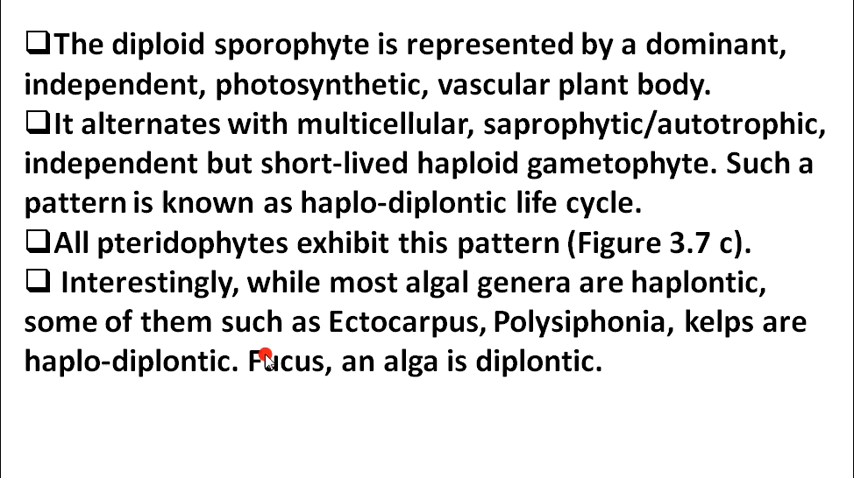 ❑The diploid sporophyte is represented by a dominant,
independent, photosynthetic, vascular plant body.
❑It alternates with multicellular, saprophytic/autotrophic,
independent but short-lived haploid gametophyte. Such a
pattern is known as haplo-diplontic life cycle.
❑All pteridophytes exhibit this pattern (Figure 3.7 c).
❑ Interestingly, while most algal genera are haplontic,
some of them such as Ectocarpus, Polysiphonia, kelps are
haplo-diplontic. Fucus, an alga is diplontic.